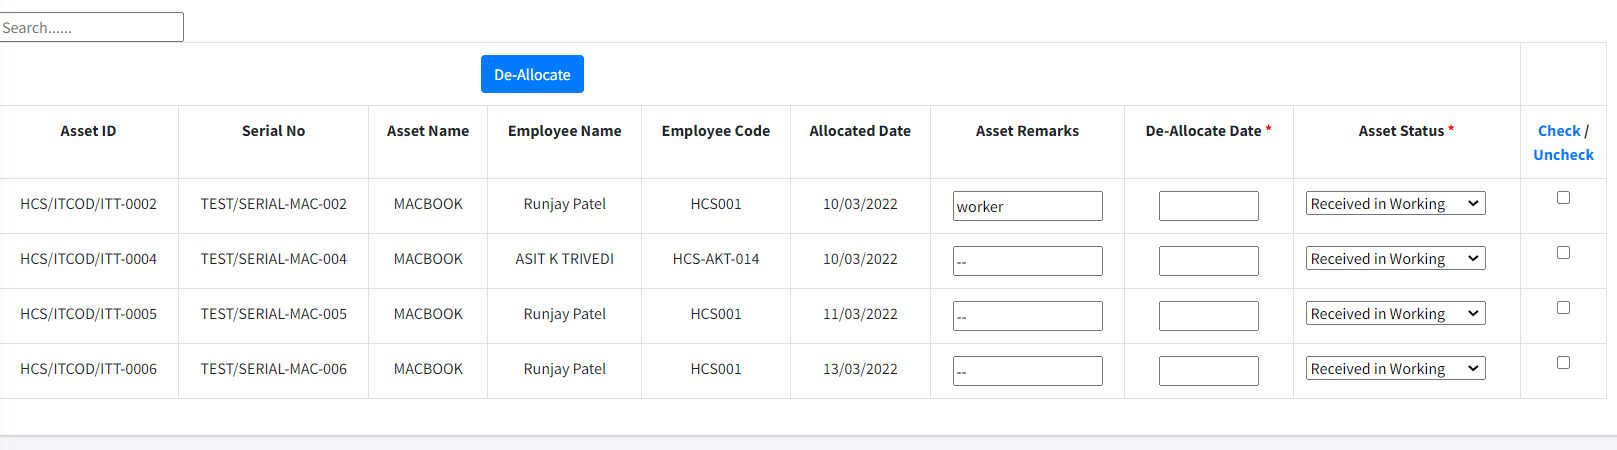 Search......
De-Allocate
Asset ID Serial No Asset Name Employee Name Employee Code Allocated Date Asset Remarks De-Allocate Date * Asset Status * Check /
Uncheck
HCS/ITCOD/ITT-0002 TEST/SERIAL-MAC-002 MACBOOK Runjay Patel HCS001 10/03/2022 worker Received in Working
HCS/ITCOD/ITT-0004 TEST/SERIAL-MAC-004 MACBOOK ASIT K TRIVEDI HCS-AKT-014 10/03/2022 -- Received in Working
HCS/ITCOD/ITT-0005 TEST/SERIAL-MAC-005 MACBOOK Runjay Patel HCS001 11/03/2022 -- Received in Working
HCS/ITCOD/ITT-0006 TEST/SERIAL-MAC-006 MACBOOK Runjay Patel HCS001 13/03/2022 -- Received in Working